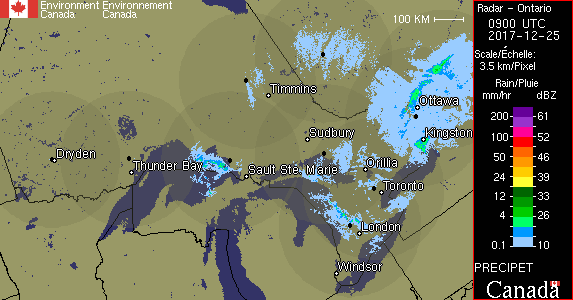 Environment Environnement
Canada Canada
100 KM
Timmins
Ottawa
Sudbury
Kingston
Dryden
Thunder Bay
Sault Ste. Marie
Orillia
Toronto
London
Windsor
Radar - Ontario
0900 UTC
2017-12-25
Scale/Échelle:
3.5 km/Pixel
Rain/Pluie
mm/hr dBZ
200 61
100 52
50 46
24 39
12 33
4 26
0.1 10
PRECIPET
Canada